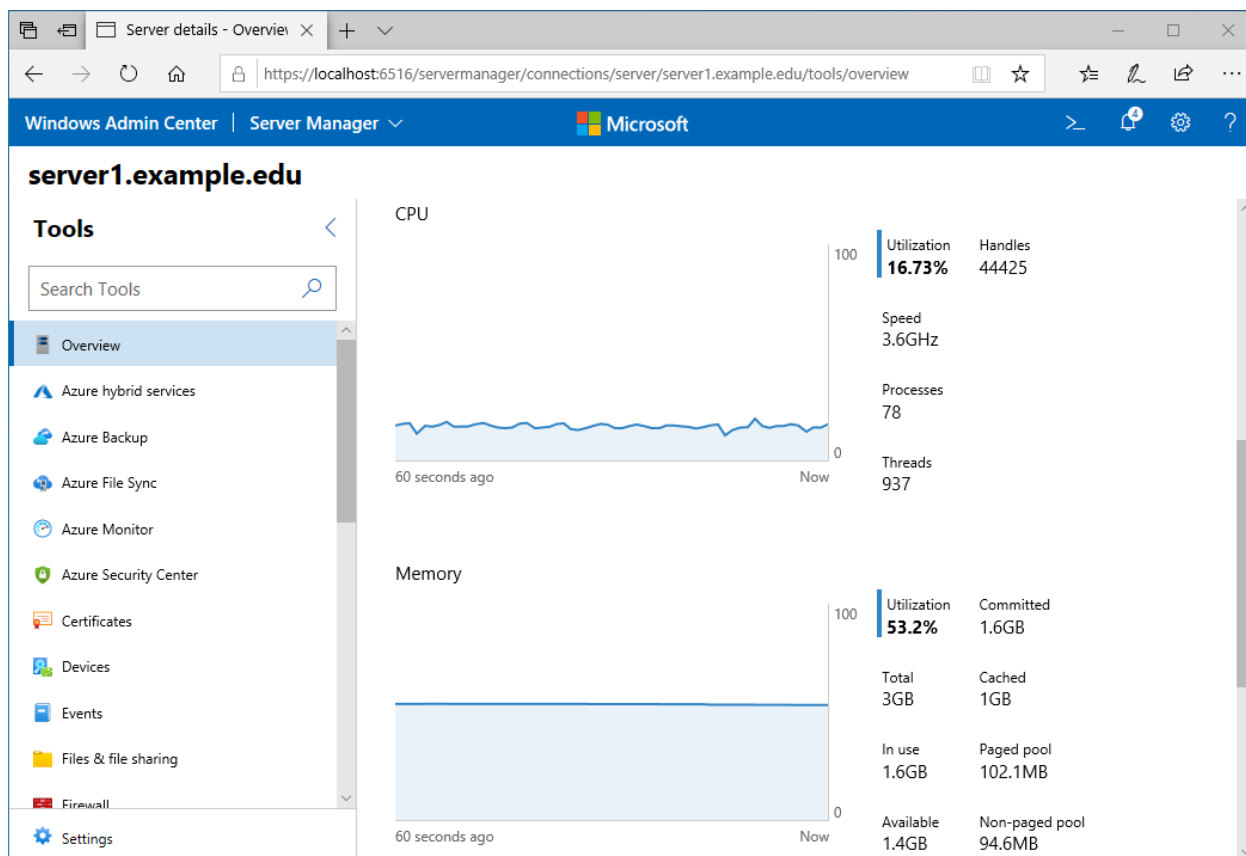 Server details - Overview
https://localhost:6516/servermanager/connections/server/server1.example.edu/tools/overview
Windows Admin Center | Server Manager
Microsoft
4
?
server1.example.edu
Tools
Search Tools
Overview
Azure hybrid services
Azure Backup
Azure File Sync
Azure Monitor
Azure Security Center
Certificates
Devices
Events
Files & file sharing
Firewall
Settings
CPU
100
0
60 seconds ago Now
Utilization Handles
16.73% 44425
Speed
3.6GHz
Processes
78
Threads
937
Memory
100
0
60 seconds ago Now
Utilization Committed
53.2% 1.6GB
Total Cached
3GB 1GB
In use Paged pool
1.6GB 102.1MB
Available Non-paged pool
1.4GB 94.6MB